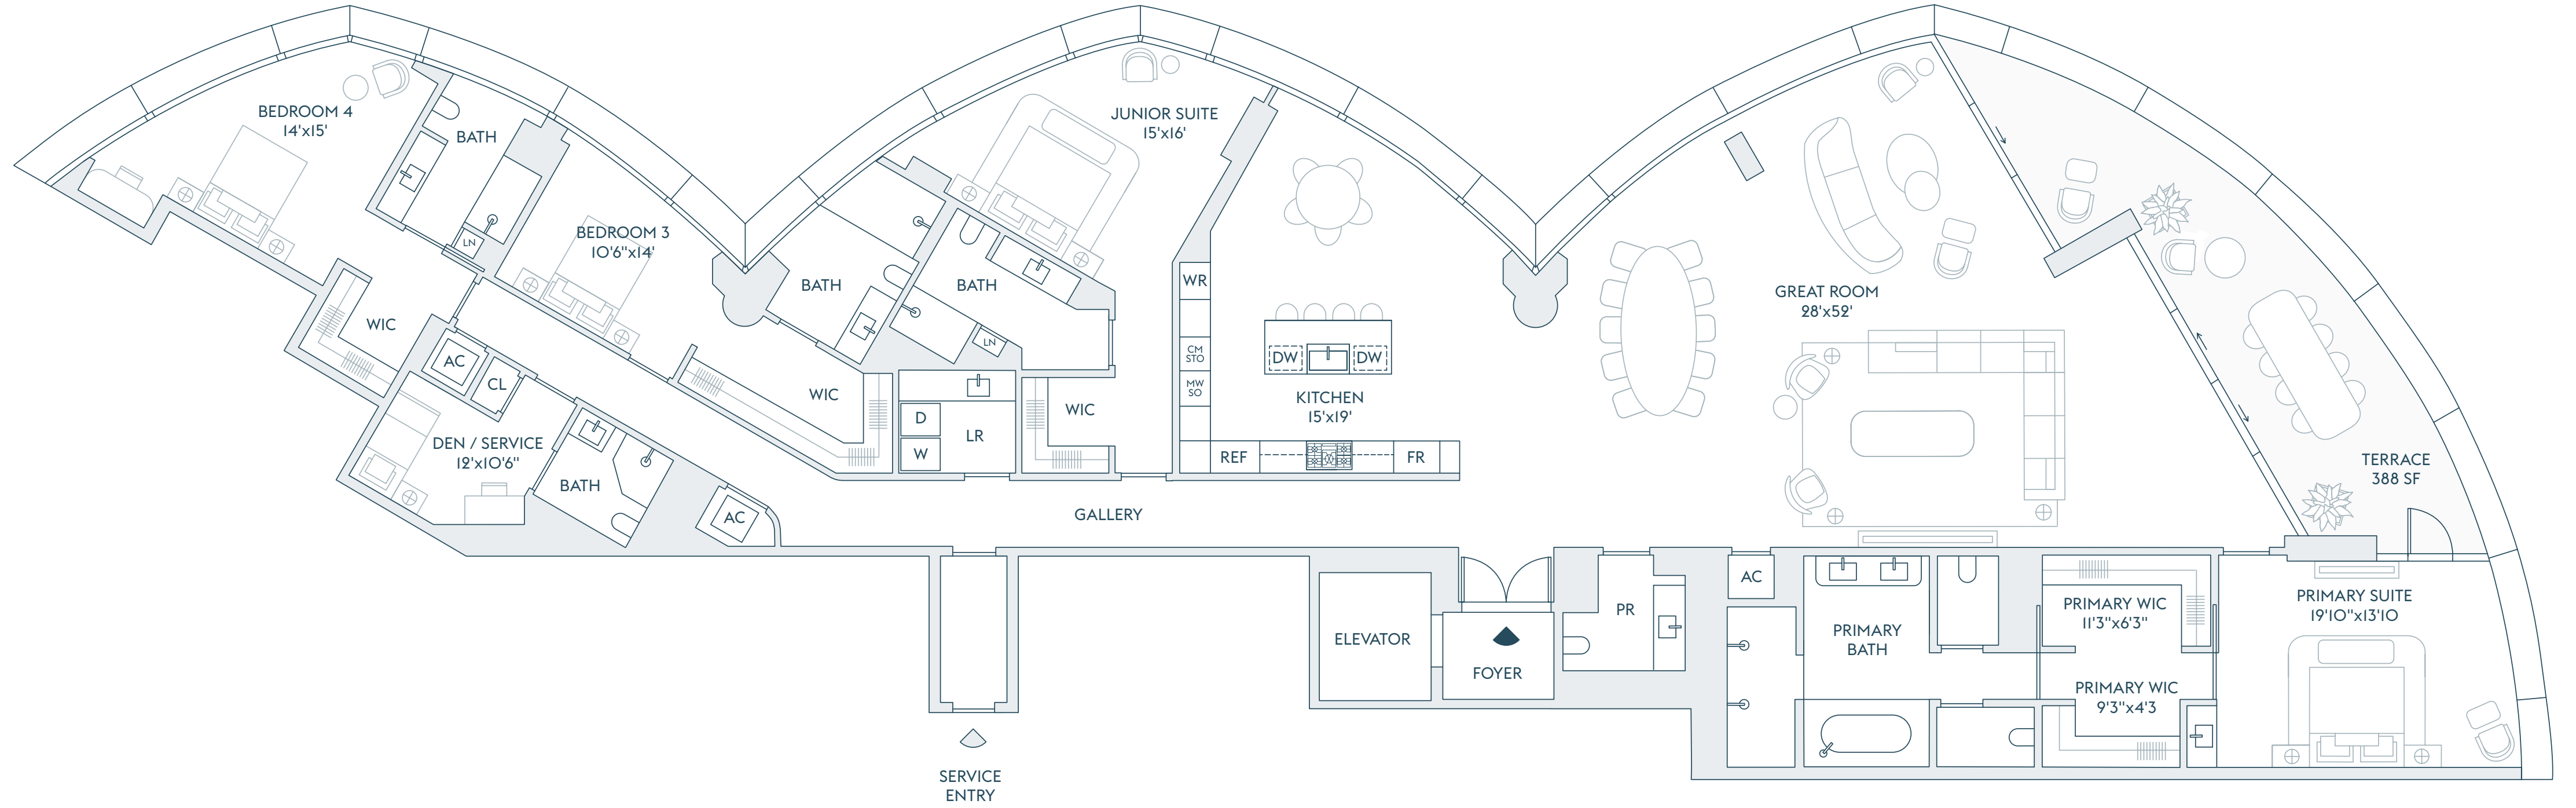 BEDROOM 4
14'x15'
BATH
LN
BEDROOM 3
10'6"x14'
WIC
AC
CL
DEN / SERVICE
12'x10'6"
BATH
AC
WIC
BATH
JUNIOR SUITE
15'x16'
BATH
LN
D
W
LR
WIC
WR
CM
STO
MW
SO
DW
DW
KITCHEN
15'x19'
REF
FR
GALLERY
GREAT ROOM
28'x52'
TERRACE
388 SF
SERVICE
ENTRY
ELEVATOR
FOYER
PR
AC
PRIMARY
BATH
PRIMARY WIC
11'3"x6'3"
PRIMARY WIC
9'3"x4'3
PRIMARY SUITE
19'10"x13'10